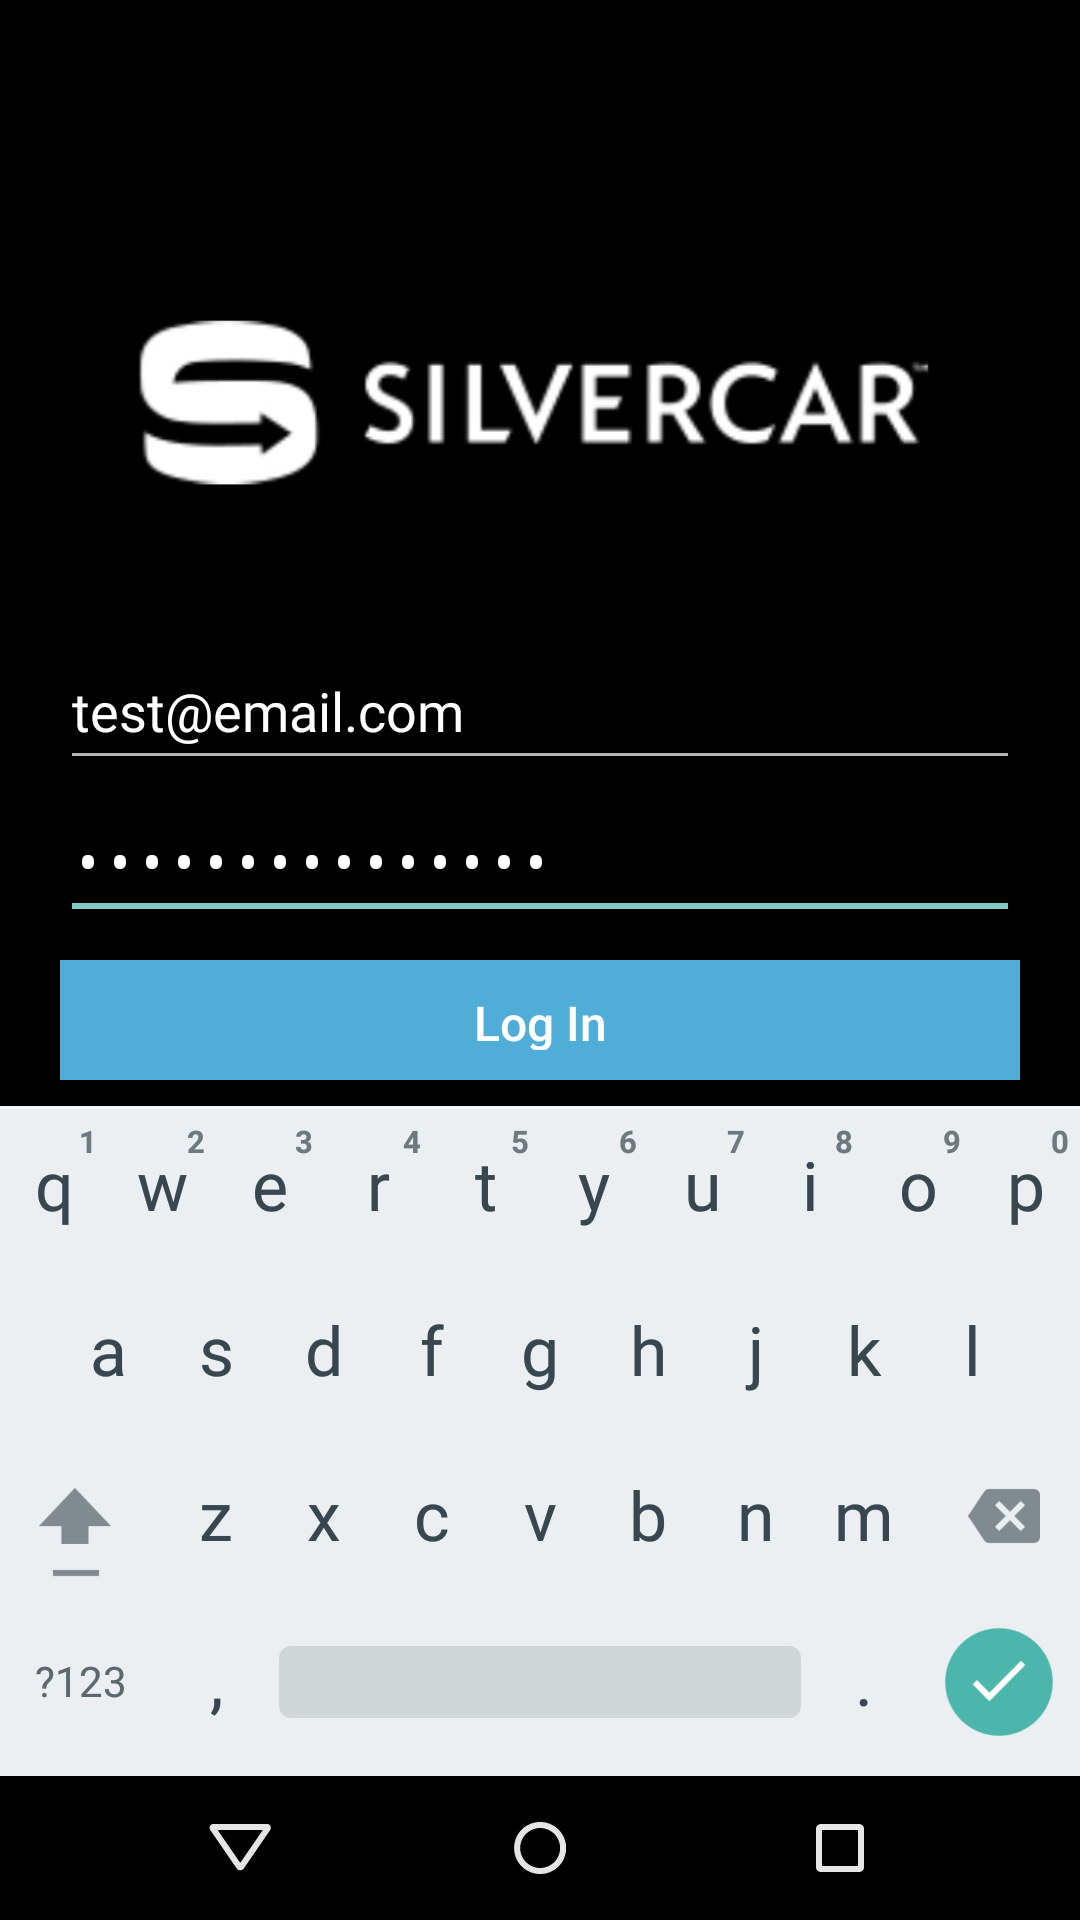 SILVERCAR™
test@email.com
•••••••••••••••
Log In
1 2 3 4 5 6 7 8 9 0
q w e r t y u i o p
a s d f g h j k l
z x c v b n m
?123 , .